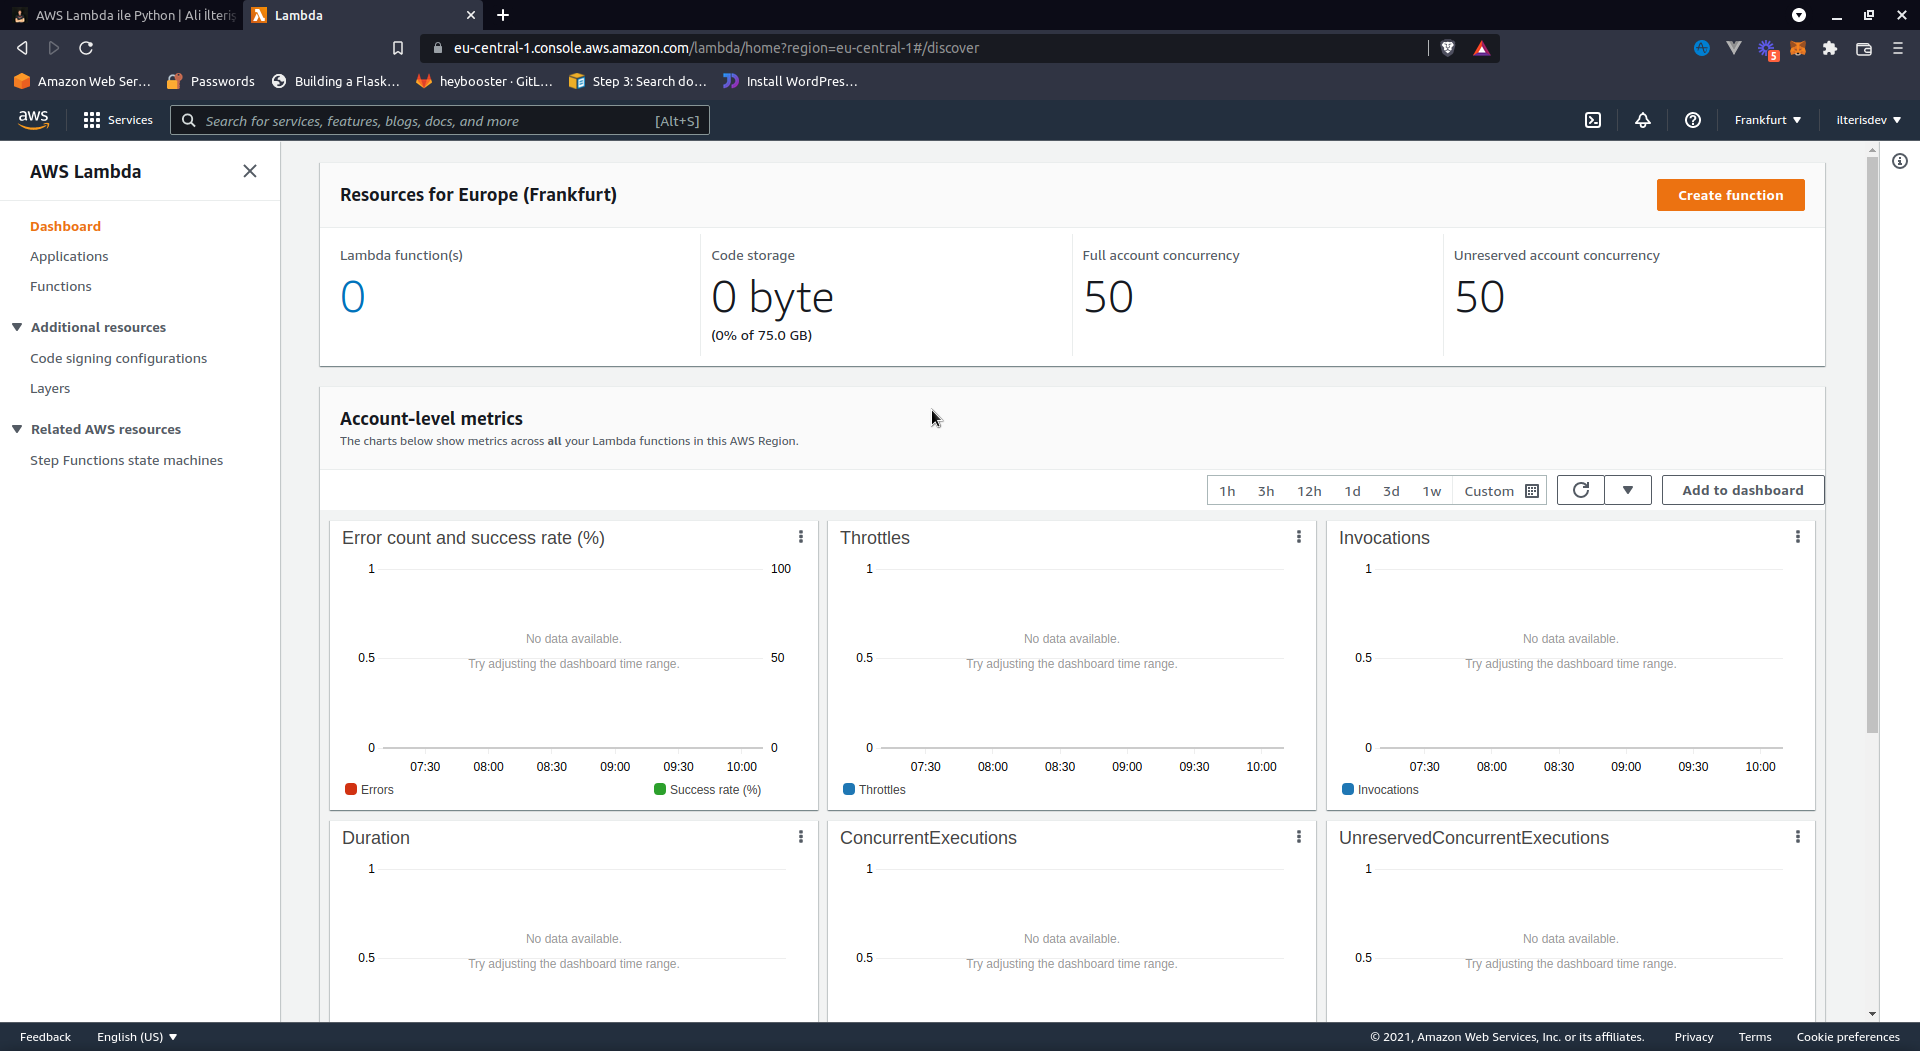 AWS Lambda ile Python | Ali İlteriş
Lambda
eu-central-1.console.aws.amazon.com/lambda/home?region=eu-central-1#/discover
5
Amazon Web Ser...
Passwords
Building a Flask...
heybooster · GitL...
Step 3: Search do...
Install WordPres...
aws
Services
Search for services, features, blogs, docs, and more
[Alt+S]
Frankfurt
ilterisdev
AWS Lambda
Dashboard
Applications
Functions
Additional resources
Code signing configurations
Layers
Related AWS resources
Step Functions state machines
Resources for Europe (Frankfurt)
Create function
Lambda function(s)
0
Code storage
0 byte
(0% of 75.0 GB)
Full account concurrency
50
Unreserved account concurrency
50
Account-level metrics
The charts below show metrics across all your Lambda functions in this AWS Region.
1h 3h 12h 1d 3d 1w Custom
Add to dashboard
Error count and success rate (%)
1
100
No data available.
0.5
50
Try adjusting the dashboard time range.
0
0
07:30 08:00 08:30 09:00 09:30 10:00
Errors
Success rate (%)
Throttles
1
No data available.
0.5
Try adjusting the dashboard time range.
0
07:30 08:00 08:30 09:00 09:30 10:00
Throttles
Invocations
1
No data available.
0.5
Try adjusting the dashboard time range.
0
07:30 08:00 08:30 09:00 09:30 10:00
Invocations
Duration
1
No data available.
0.5
Try adjusting the dashboard time range.
ConcurrentExecutions
1
No data available.
0.5
Try adjusting the dashboard time range.
UnreservedConcurrentExecutions
1
No data available.
0.5
Try adjusting the dashboard time range.
Feedback
English (US)
© 2021, Amazon Web Services, Inc. or its affiliates.
Privacy
Terms
Cookie preferences